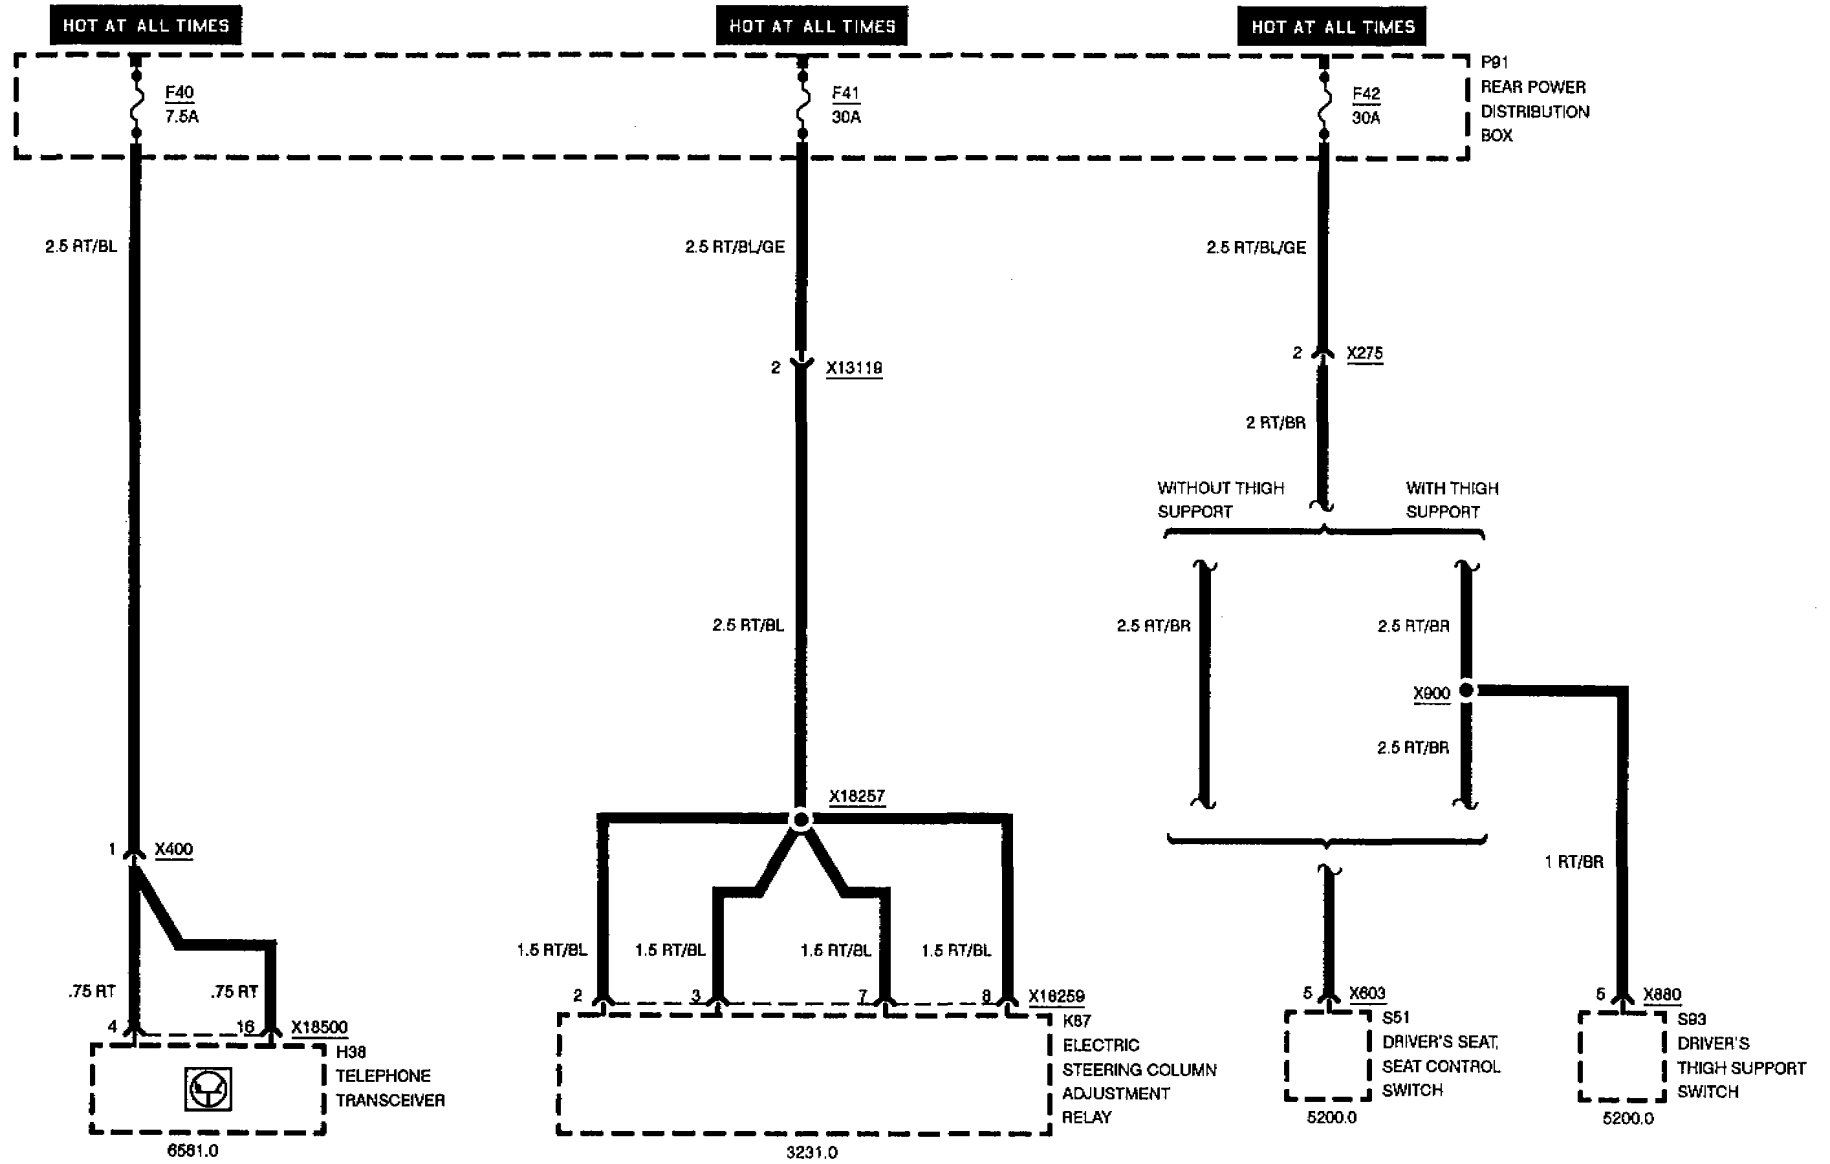 HOT AT ALL TIMES
HOT AT ALL TIMES
HOT AT ALL TIMES
F40
7.5A
F41
30A
F42
30A
P91
REAR POWER
DISTRIBUTION
BOX
2.5 RT/BL
2.5 RT/BL/GE
2.5 RT/BL/GE
2 X13119
2 X275
2 RT/BR
WITHOUT THIGH
SUPPORT
WITH THIGH
SUPPORT
2.5 RT/BL
2.5 RT/BR
2.5 RT/BR
X900
2.5 RT/BR
X18257
1 X400
1 RT/BR
1.5 RT/BL
1.5 RT/BL
1.5 RT/BL
1.5 RT/BL
.75 RT
.75 RT
2
3
7
8 X18259
5 X603
5 X880
4
16 X18500
H38
TELEPHONE
TRANSCEIVER
6581.0
K87
ELECTRIC
STEERING COLUMN
ADJUSTMENT
RELAY
3231.0
S51
DRIVER'S SEAT,
SEAT CONTROL
SWITCH
5200.0
S93
DRIVER'S
THIGH SUPPORT
SWITCH
5200.0